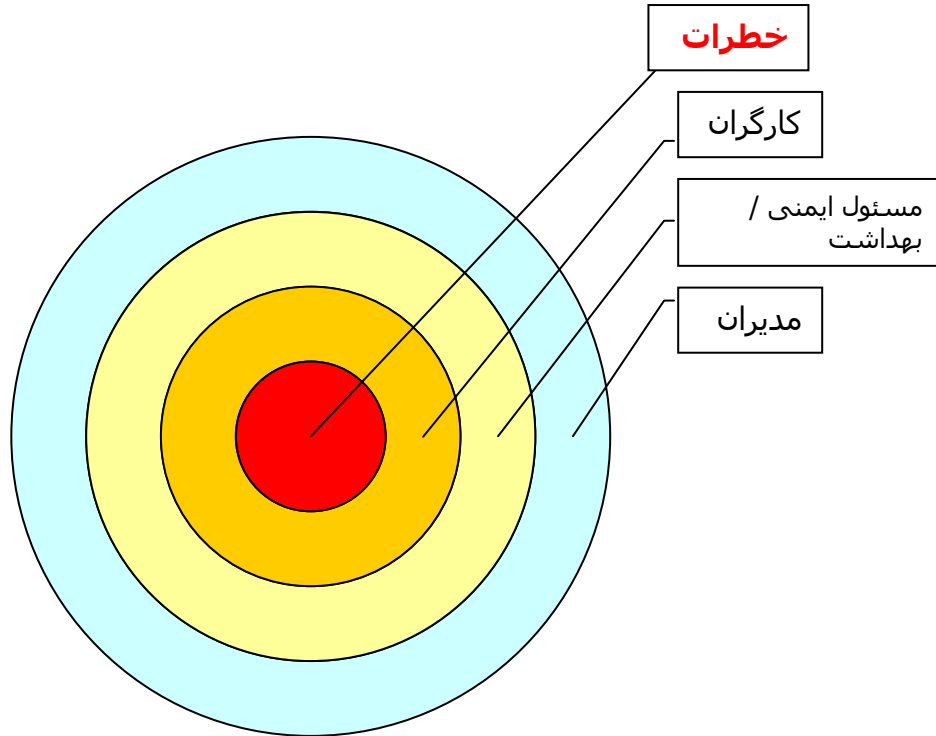 خطرات
کارگران
مسئول ایمنی /
بهداشت
مدیران